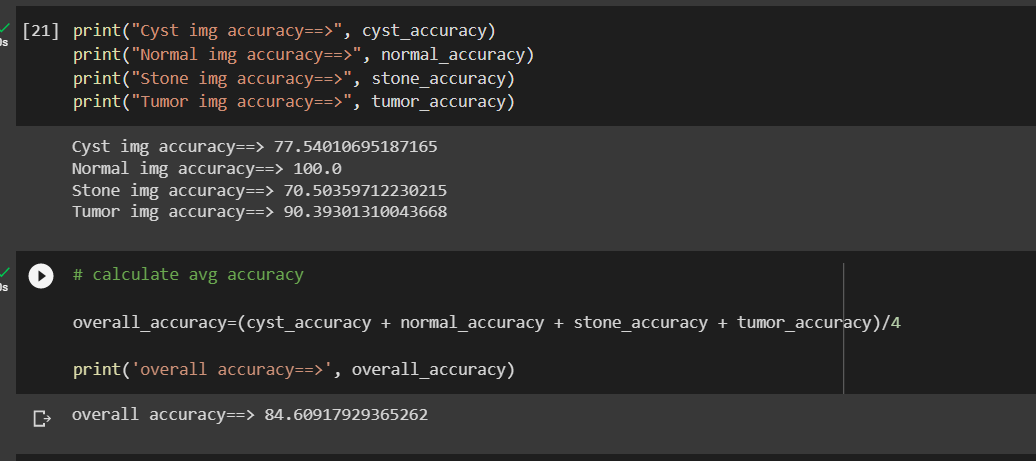 [21] print("Cyst img accuracy==>", cyst_accuracy)
print("Normal img accuracy==>", normal_accuracy)
print("Stone img accuracy==>", stone_accuracy)
print("Tumor img accuracy==>", tumor_accuracy)
Cyst img accuracy==> 77.54010695187165
Normal img accuracy==> 100.0
Stone img accuracy==> 70.50359712230215
Tumor img accuracy==> 90.39301310043668
# calculate avg accuracy
overall_accuracy=(cyst_accuracy + normal_accuracy + stone_accuracy + tumor_accuracy)/4
print('overall accuracy==>', overall_accuracy)
overall accuracy==> 84.60917929365262